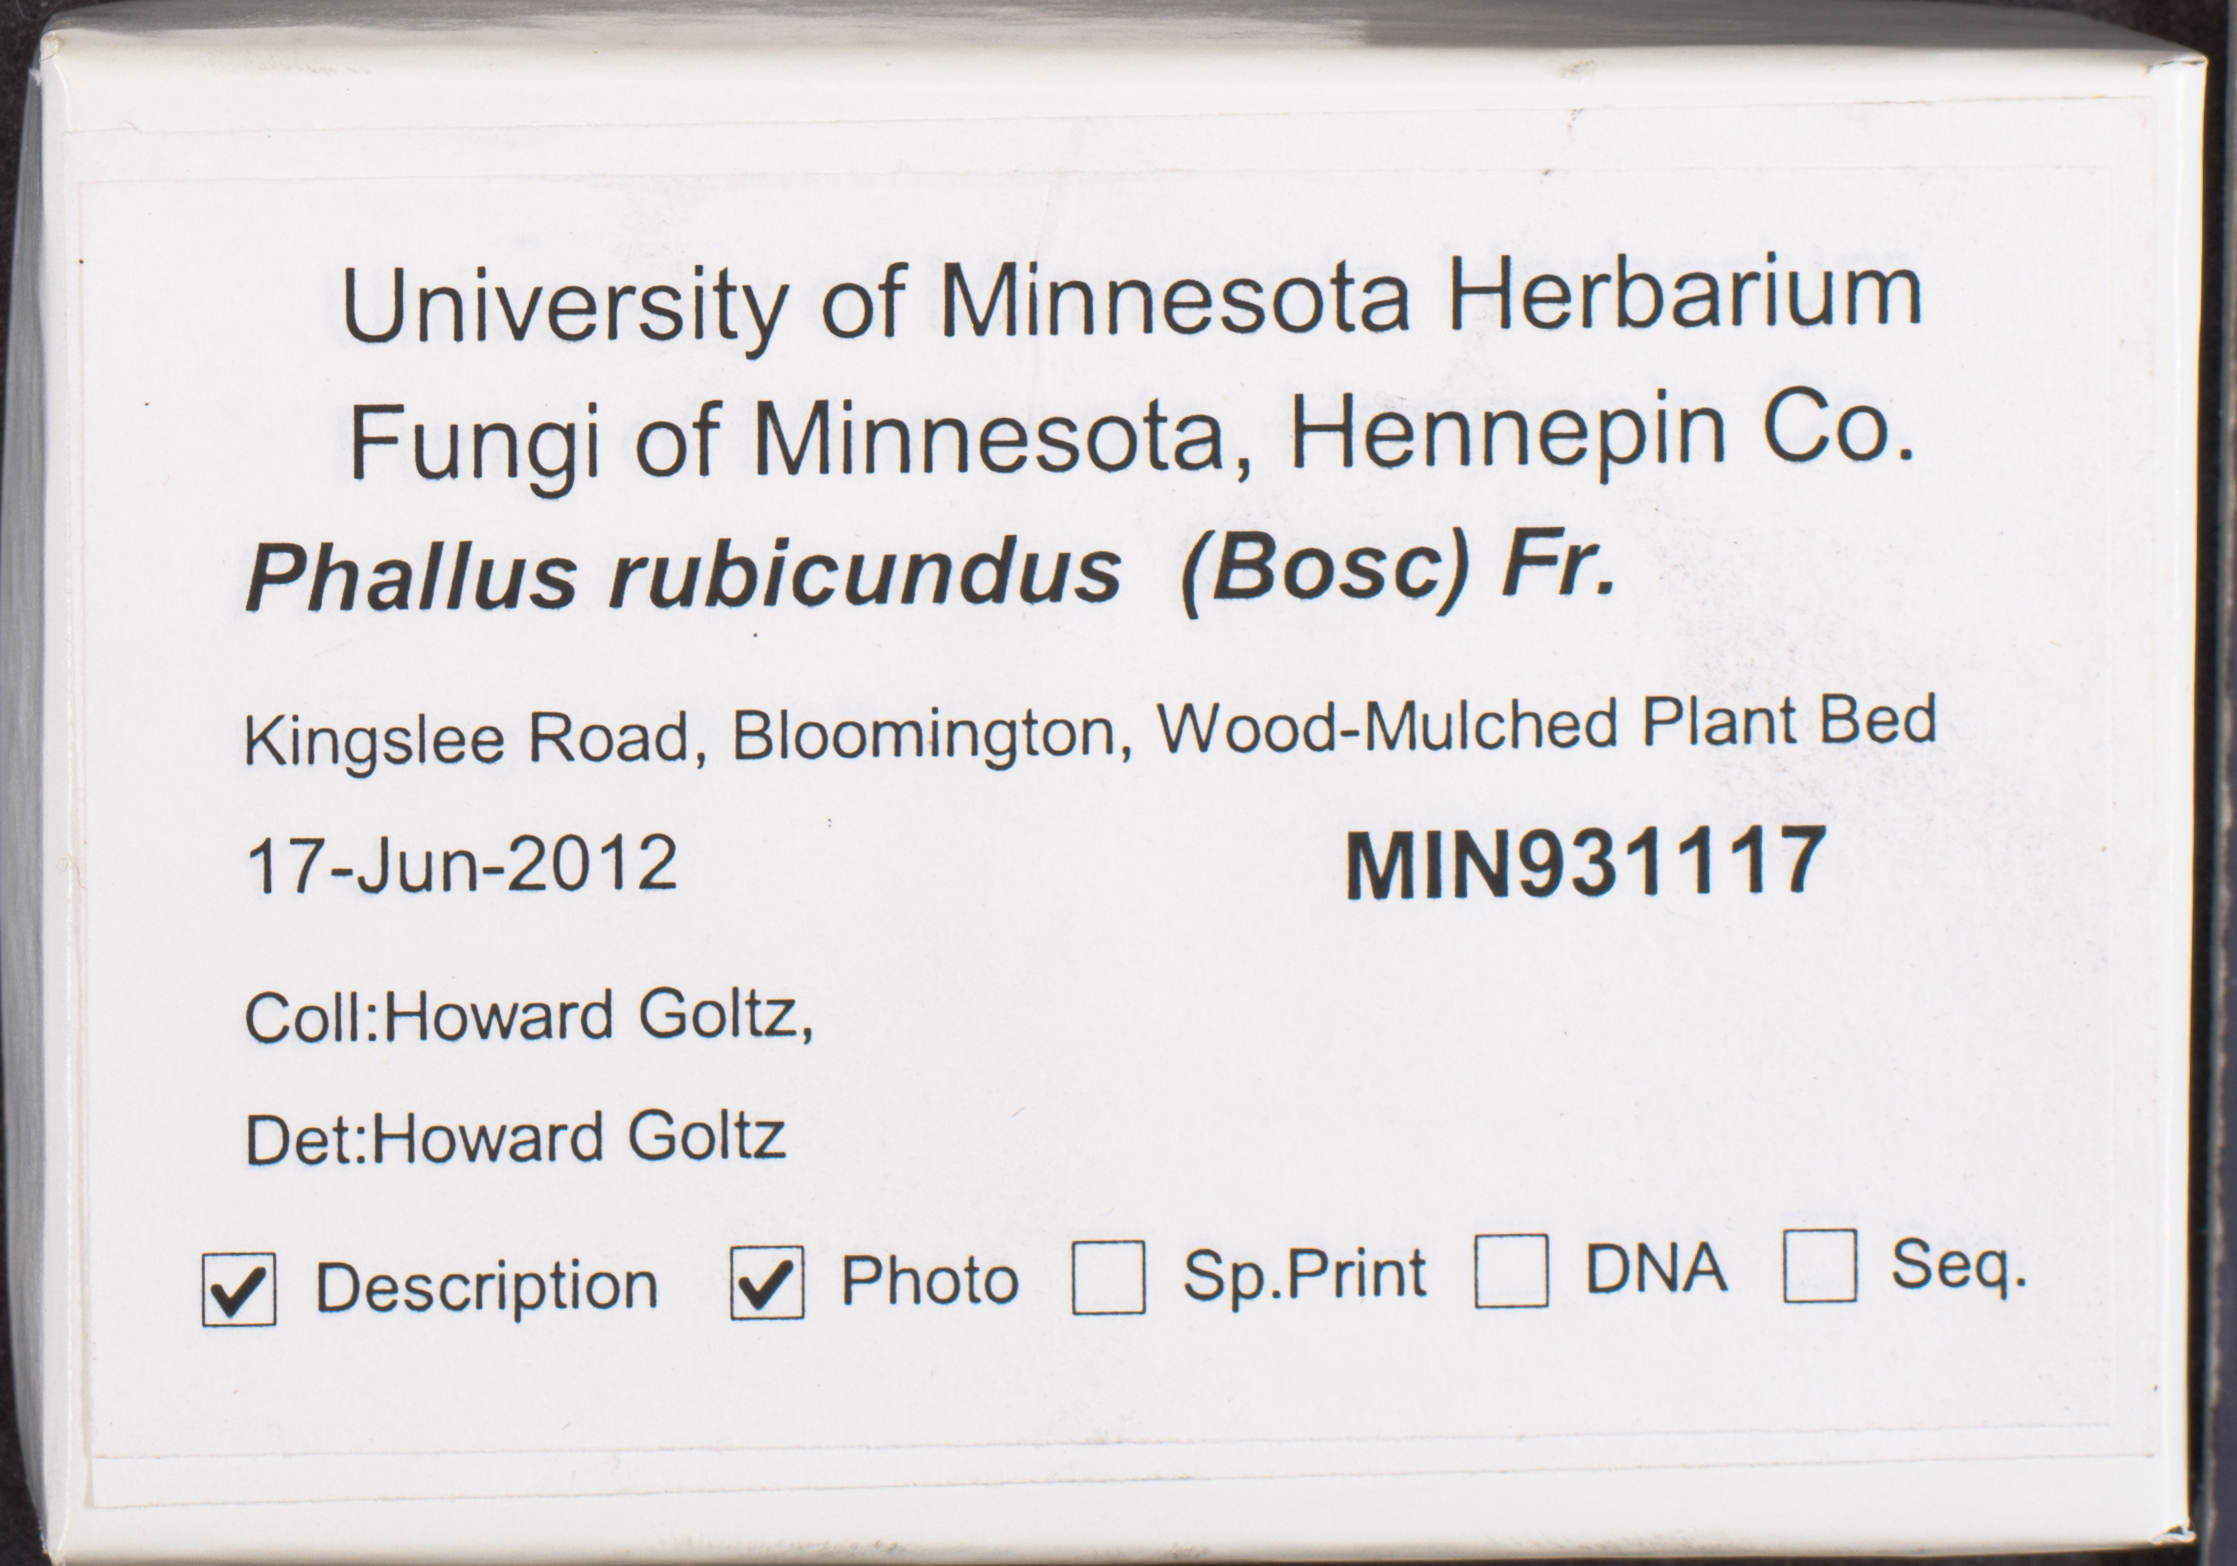 University of Minnesota Herbarium
Fungi of Minnesota, Hennepin Co.
Phallus rubicundus (Bosc) Fr.
Kingslee Road, Bloomington, Wood-Mulched Plant Bed
17-Jun-2012 MIN931117
Coll:Howard Goltz,
Det:Howard Goltz
Description Photo Sp.Print DNA Seq.